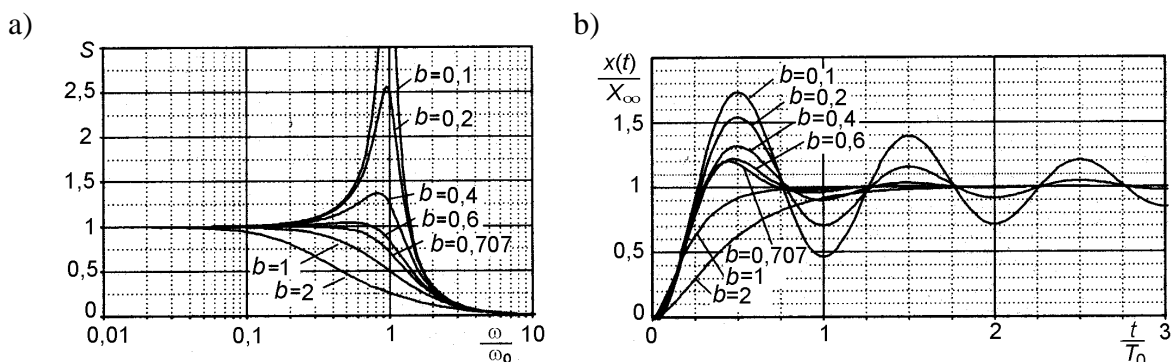 a)
S
2,5
2
1,5
1
0,5
0
0,01
0,1
1
ω/ω₀
10
b=0,1
b=0,2
b=0,4
b=0,6
b=0,707
b=1
b=2
b)
x(t)/X∞
1,5
1
0,5
0
0
1
2
t/T₀
3
b=0,1
b=0,2
b=0,4
b=0,6
b=0,707
b=1
b=2